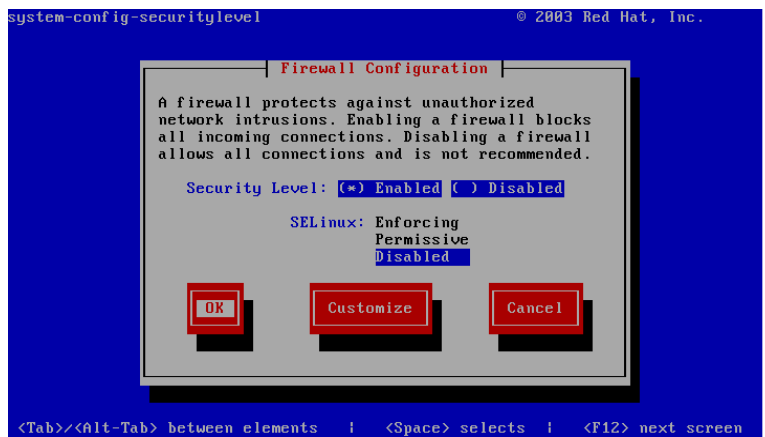 system-config-securitylevel © 2003 Red Hat, Inc.
Firewall Configuration
A firewall protects against unauthorized
network intrusions. Enabling a firewall blocks
all incoming connections. Disabling a firewall
allows all connections and is not recommended.
Security Level: (*) Enabled ( ) Disabled
SELinux: Enforcing
Permissive
Disabled
OK Customize Cancel
<Tab>/<Alt-Tab> between elements | <Space> selects | <F12> next screen